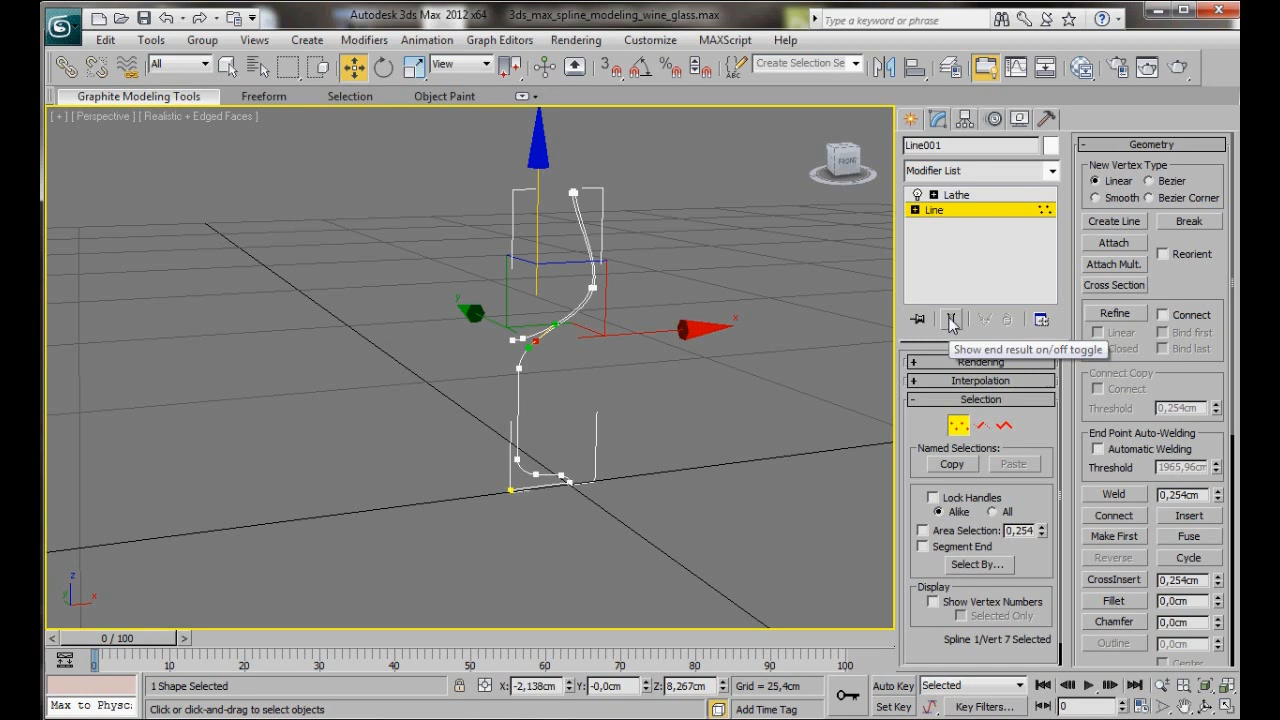 Autodesk 3ds Max 2012 x64 3ds_max_spline_modeling_wine_glass.max
Type a keyword or phrase
Edit Tools Group Views Create Modifiers Animation Graph Editors Rendering Customize MAXScript Help
All View 3 Create Selection Se
Graphite Modeling Tools Freeform Selection Object Paint
[ + ] [ Perspective ] [ Realistic + Edged Faces ]
FRONT
y
x
z
y
x
Line001
Modifier List
Lathe
Line
Show end result on/off toggle
Rendering
+ Interpolation
- Selection
Named Selections:
Copy Paste
Lock Handles
Alike All
Area Selection: 0,254
Segment End
Select By...
Display
Show Vertex Numbers
Selected Only
Spline 1/Vert 7 Selected
- Geometry
New Vertex Type
Linear Bezier
Smooth Bezier Corner
Create Line Break
Attach
Reorient
Attach Mult.
Cross Section
Refine Connect
Linear Bind first
Closed Bind last
Connect Copy
Connect
Threshold 0,254cm
End Point Auto-Welding
Automatic Welding
Threshold 1965,96cm
Weld 0,254cm
Connect Insert
Make First Fuse
Reverse Cycle
CrossInsert 0,254cm
Fillet 0,0cm
Chamfer 0,0cm
Outline 0,0cm
Center
< 0 / 100 >
0 10 20 30 40 50 60 70 80 90 100
1 Shape Selected X: -2,138cm Y: -0,0cm Z: 8,267cm Grid = 25,4cm Auto Key Selected
Max to Physc. Click or click-and-drag to select objects Add Time Tag Set Key Key Filters... 0